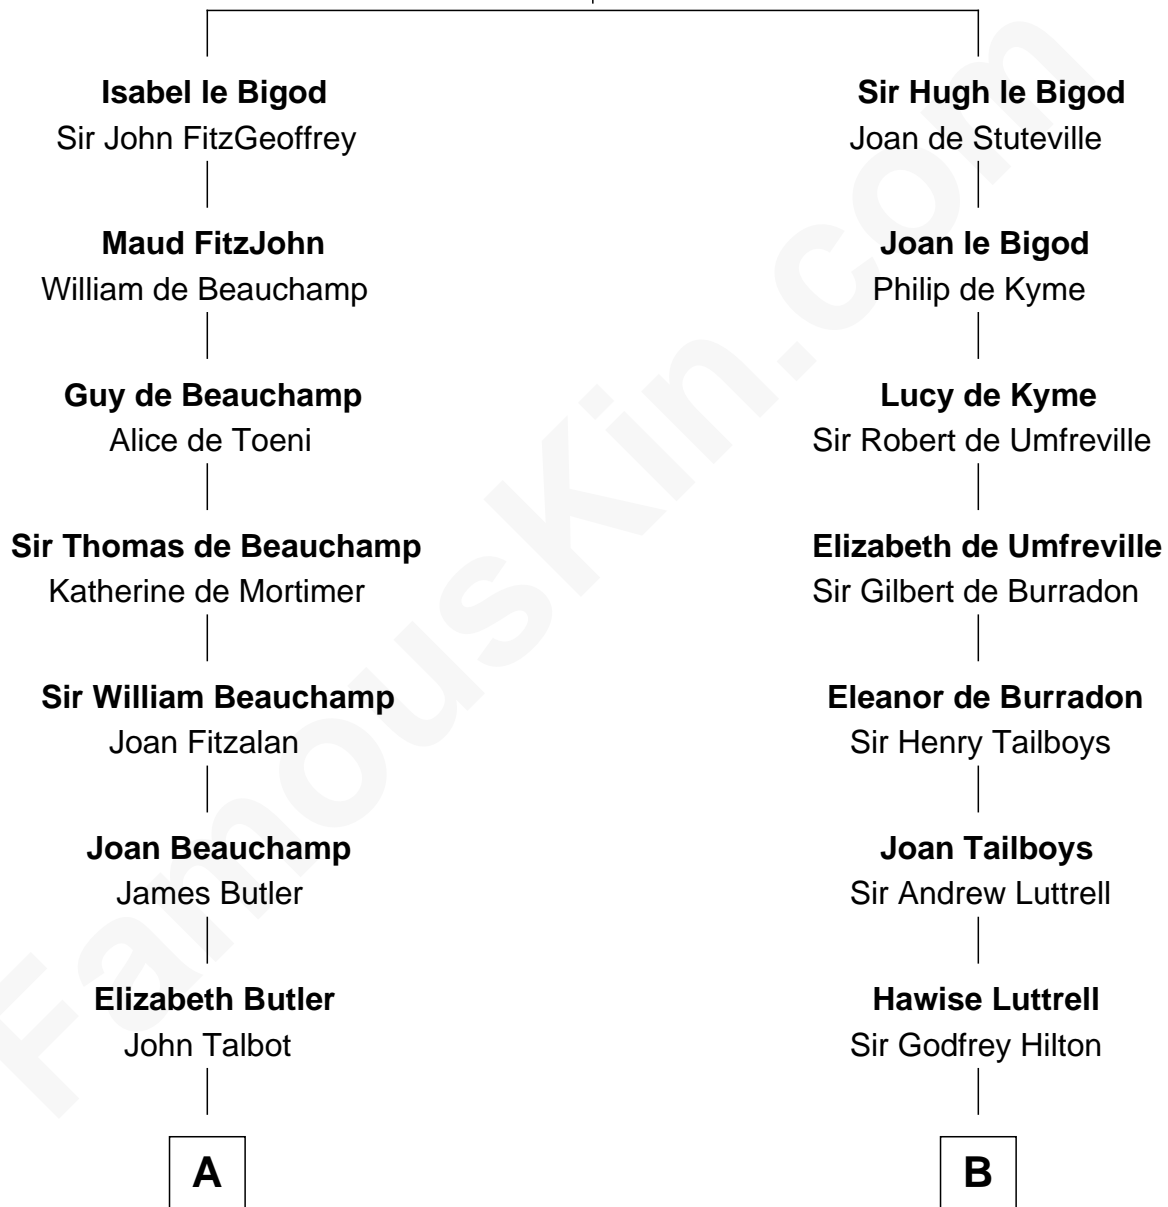 Isabel le Bigod
Sir John FitzGeoffrey
Maud FitzJohn
William de Beauchamp
Guy de Beauchamp
Alice de Toeni
Sir Thomas de Beauchamp
Katherine de Mortimer
Sir William Beauchamp
Joan Fitzalan
Joan Beauchamp
James Butler
Elizabeth Butler
John Talbot
A
Sir Hugh le Bigod
Joan de Stuteville
Joan le Bigod
Philip de Kyme
Lucy de Kyme
Sir Robert de Umfreville
Elizabeth de Umfreville
Sir Gilbert de Burradon
Eleanor de Burradon
Sir Henry Tailboys
Joan Tailboys
Sir Andrew Luttrell
Hawise Luttrell
Sir Godfrey Hilton
B
FamousKin.com